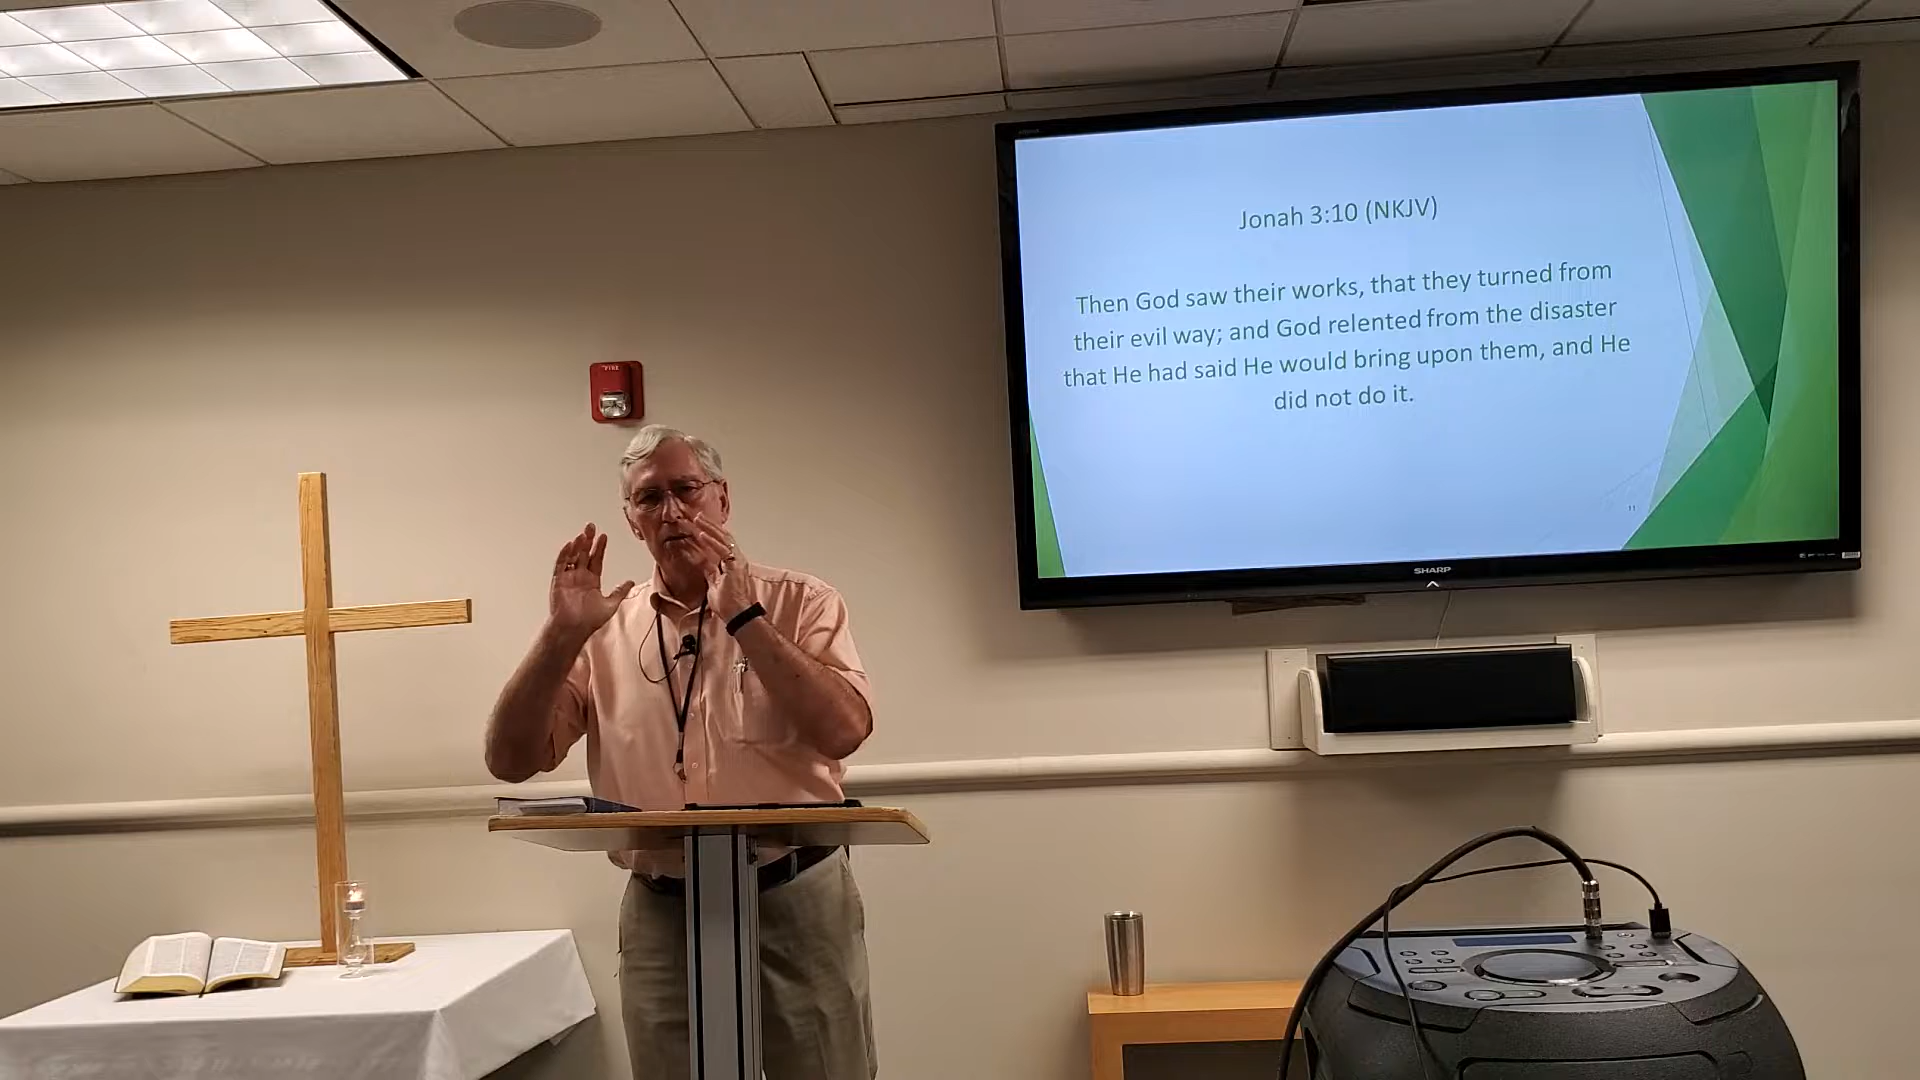 Jonah 3:10 (NKJV)
Then God saw their works, that they turned from
their evil way; and God relented from the disaster
that He had said He would bring upon them, and He
did not do it.
11
SHARP
FIRE